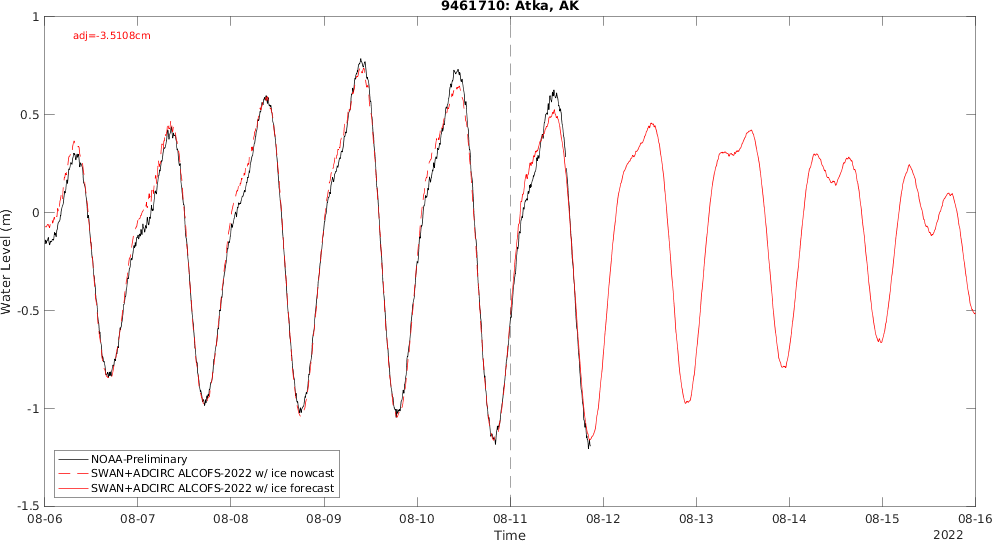 9461710: Atka, AK
adj=-3.5108cm
1
0.5
0
-0.5
-1
-1.5
Water Level (m)
NOAA-Preliminary
SWAN+ADCIRC ALCOFS-2022 w/ ice nowcast
SWAN+ADCIRC ALCOFS-2022 w/ ice forecast
08-06 08-07 08-08 08-09 08-10 08-11 08-12 08-13 08-14 08-15 08-16
Time
2022